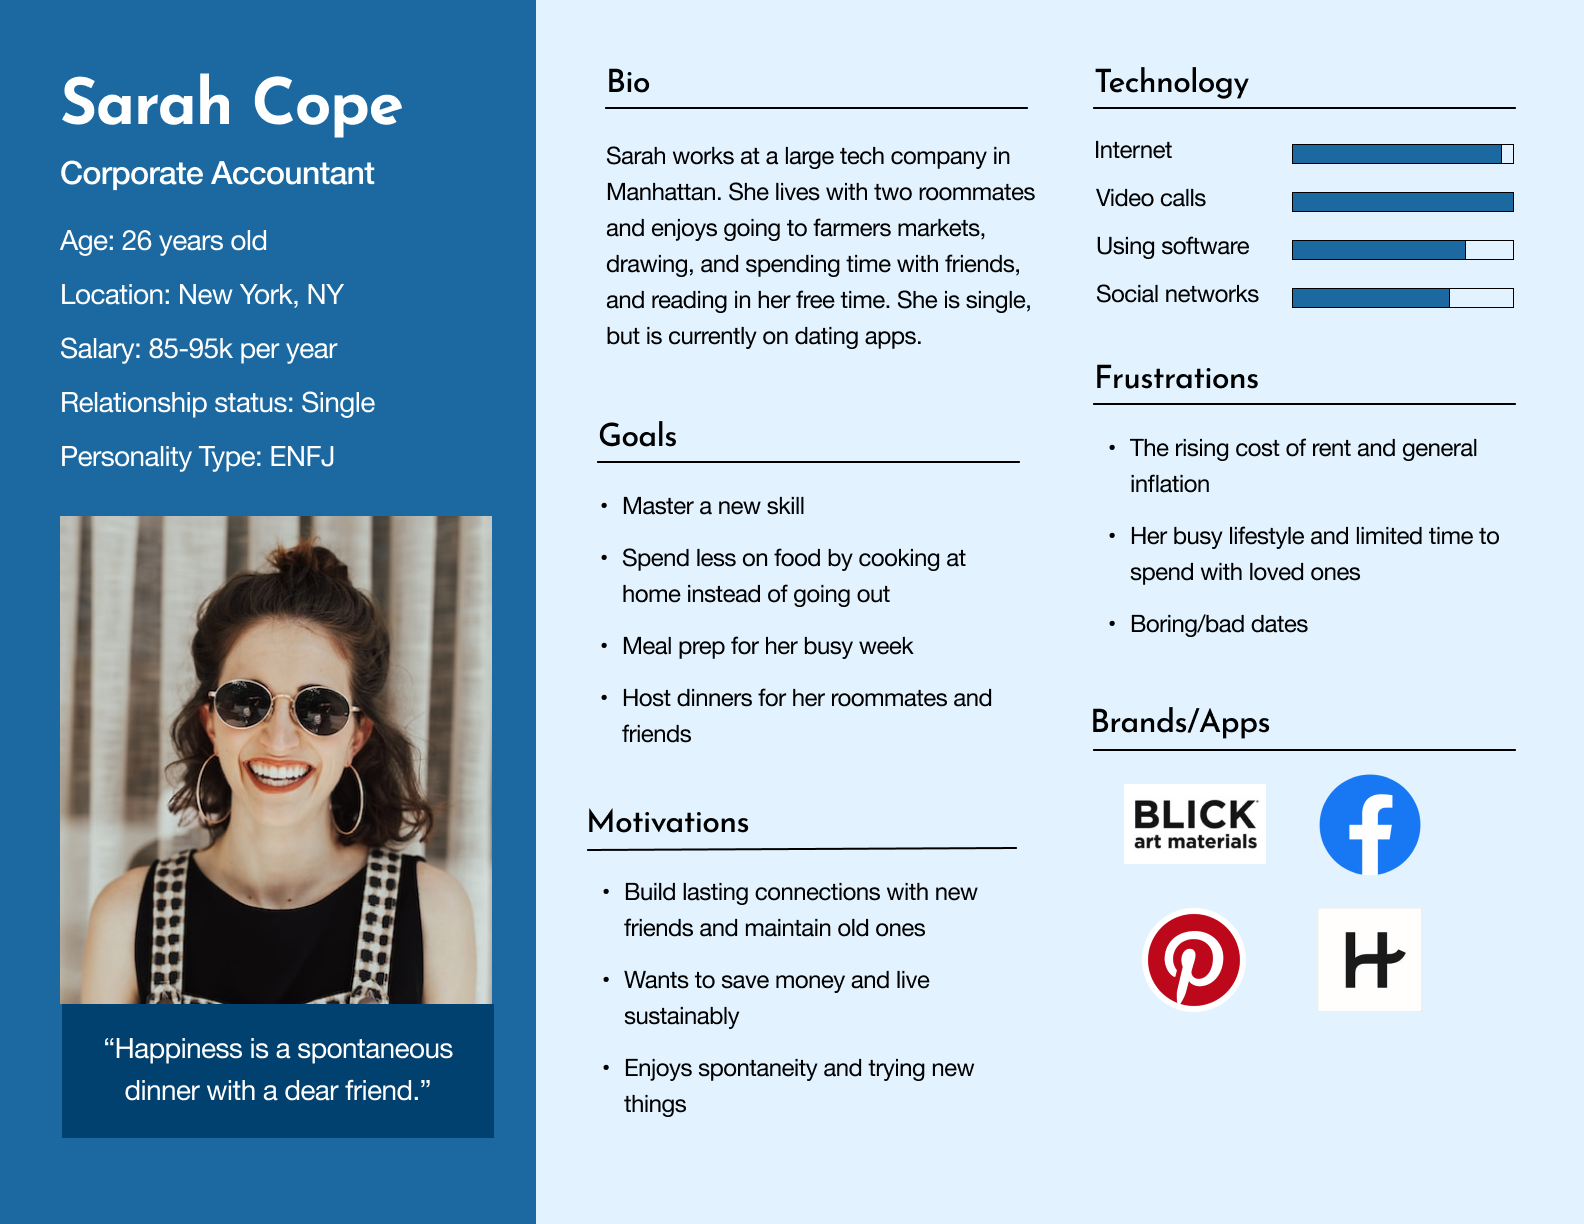 Sarah Cope
Corporate Accountant
Age: 26 years old
Location: New York, NY
Salary: 85-95k per year
Relationship status: Single
Personality Type: ENFJ
“Happiness is a spontaneous
dinner with a dear friend.”
Bio
Sarah works at a large tech company in
Manhattan. She lives with two roommates
and enjoys going to farmers markets,
drawing, and spending time with friends,
and reading in her free time. She is single,
but is currently on dating apps.
Goals
• Master a new skill
• Spend less on food by cooking at
home instead of going out
• Meal prep for her busy week
• Host dinners for her roommates and
friends
Motivations
• Build lasting connections with new
friends and maintain old ones
• Wants to save money and live
sustainably
• Enjoys spontaneity and trying new
things
Technology
Internet
Video calls
Using software
Social networks
Frustrations
• The rising cost of rent and general
inflation
• Her busy lifestyle and limited time to
spend with loved ones
• Boring/bad dates
Brands/Apps
BLICK
art materials
f
P
H